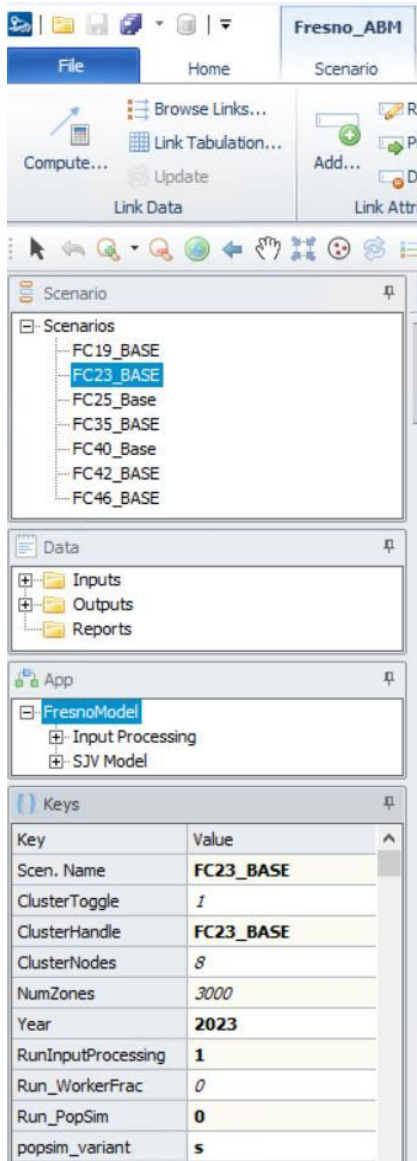 Fresno_ABM
File Home Scenario
Browse Links...
Link Tabulation...
Update
Compute...
Add...
R
P
D
Link Data
Link Attr
Scenario
Scenarios
FC19_BASE
FC23_BASE
FC25_Base
FC35_BASE
FC40_Base
FC42_BASE
FC46_BASE
Data
Inputs
Outputs
Reports
App
FresnoModel
Input Processing
SJV Model
{ } Keys
Key Value
Scen. Name FC23_BASE
ClusterToggle 1
ClusterHandle FC23_BASE
ClusterNodes 8
NumZones 3000
Year 2023
RunInputProcessing 1
Run_WorkerFrac 0
Run_PopSim 0
popsim_variant s